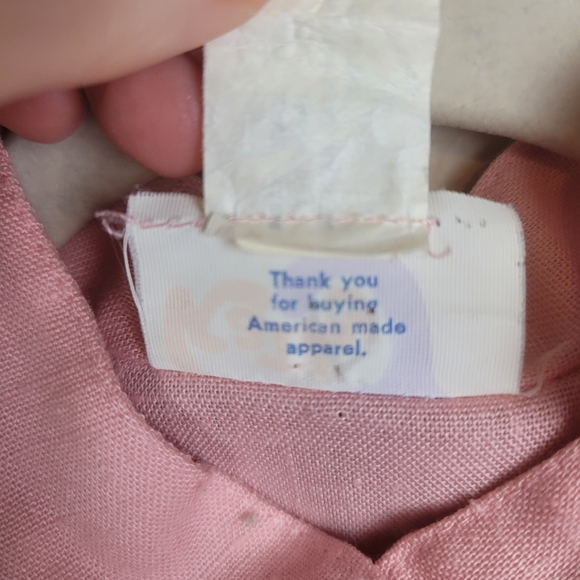 Thank you
for buying
American made
apparel.